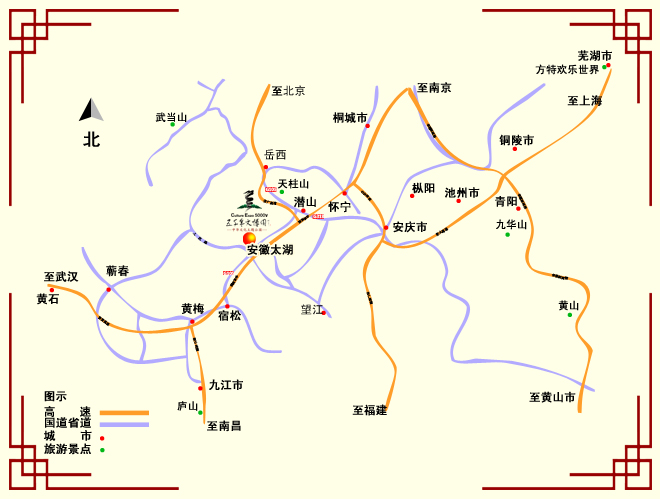 芜湖市
方特欢乐世界
至北京
至南京
至上海
武当山
桐城市
北
铜陵市
岳西
天柱山
枞阳
池州市
潜山
怀宁
青阳
Culture Expo 5000Y
安庆市
九华山
安徽太湖
至武汉
蕲春
黄石
黄梅
宿松
望江
黄山
九江市
图示
至黄山市
庐山
高 速
至福建
国道省道
至南昌
城 市
旅游景点